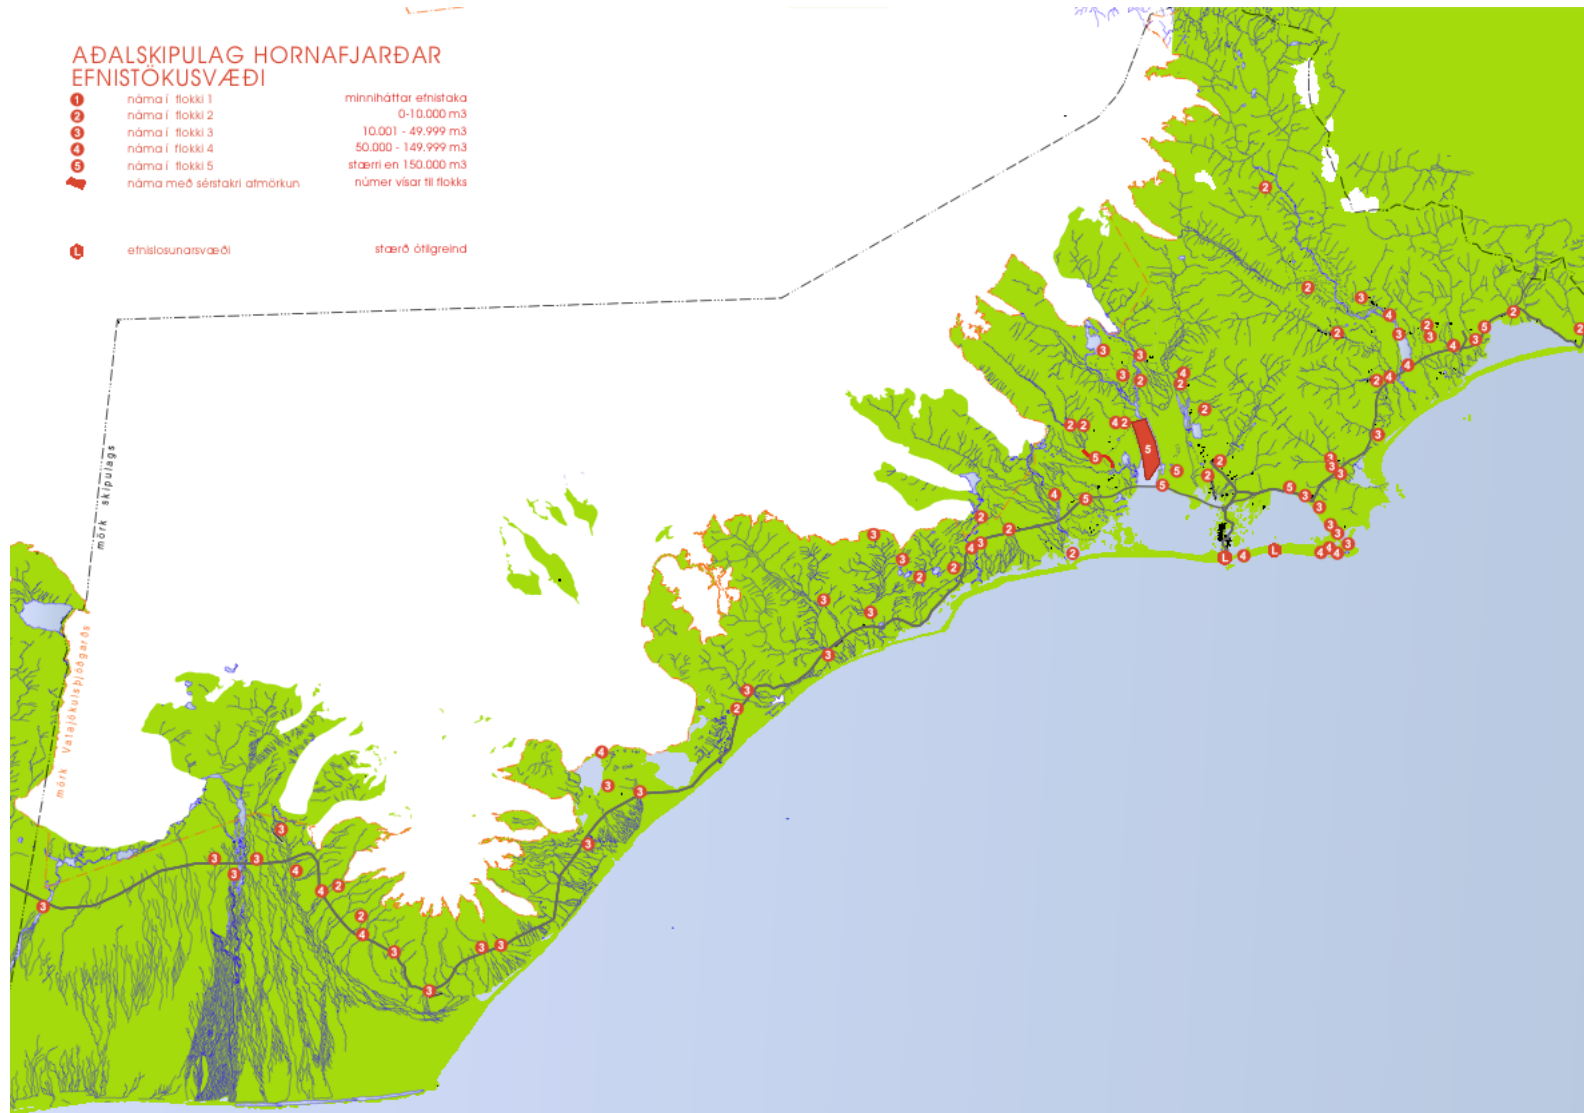 AÐALSKIPULAG HORNAFJARÐAR
EFNISTÖKUSVÆÐI
1 náma í flokki 1 minniháttar efnistaka
2 náma í flokki 2 0-10.000 m3
3 náma í flokki 3 10.001 - 49.999 m3
4 náma í flokki 4 50.000 - 149.999 m3
5 náma í flokki 5 stærri en 150.000 m3
náma með sérstakri afmörkun númer vísar til flokks
L efnislosunarsvæði stærð ótilgreind
mörk skipulags
mörk Vatnajökulsþjóðgarðs